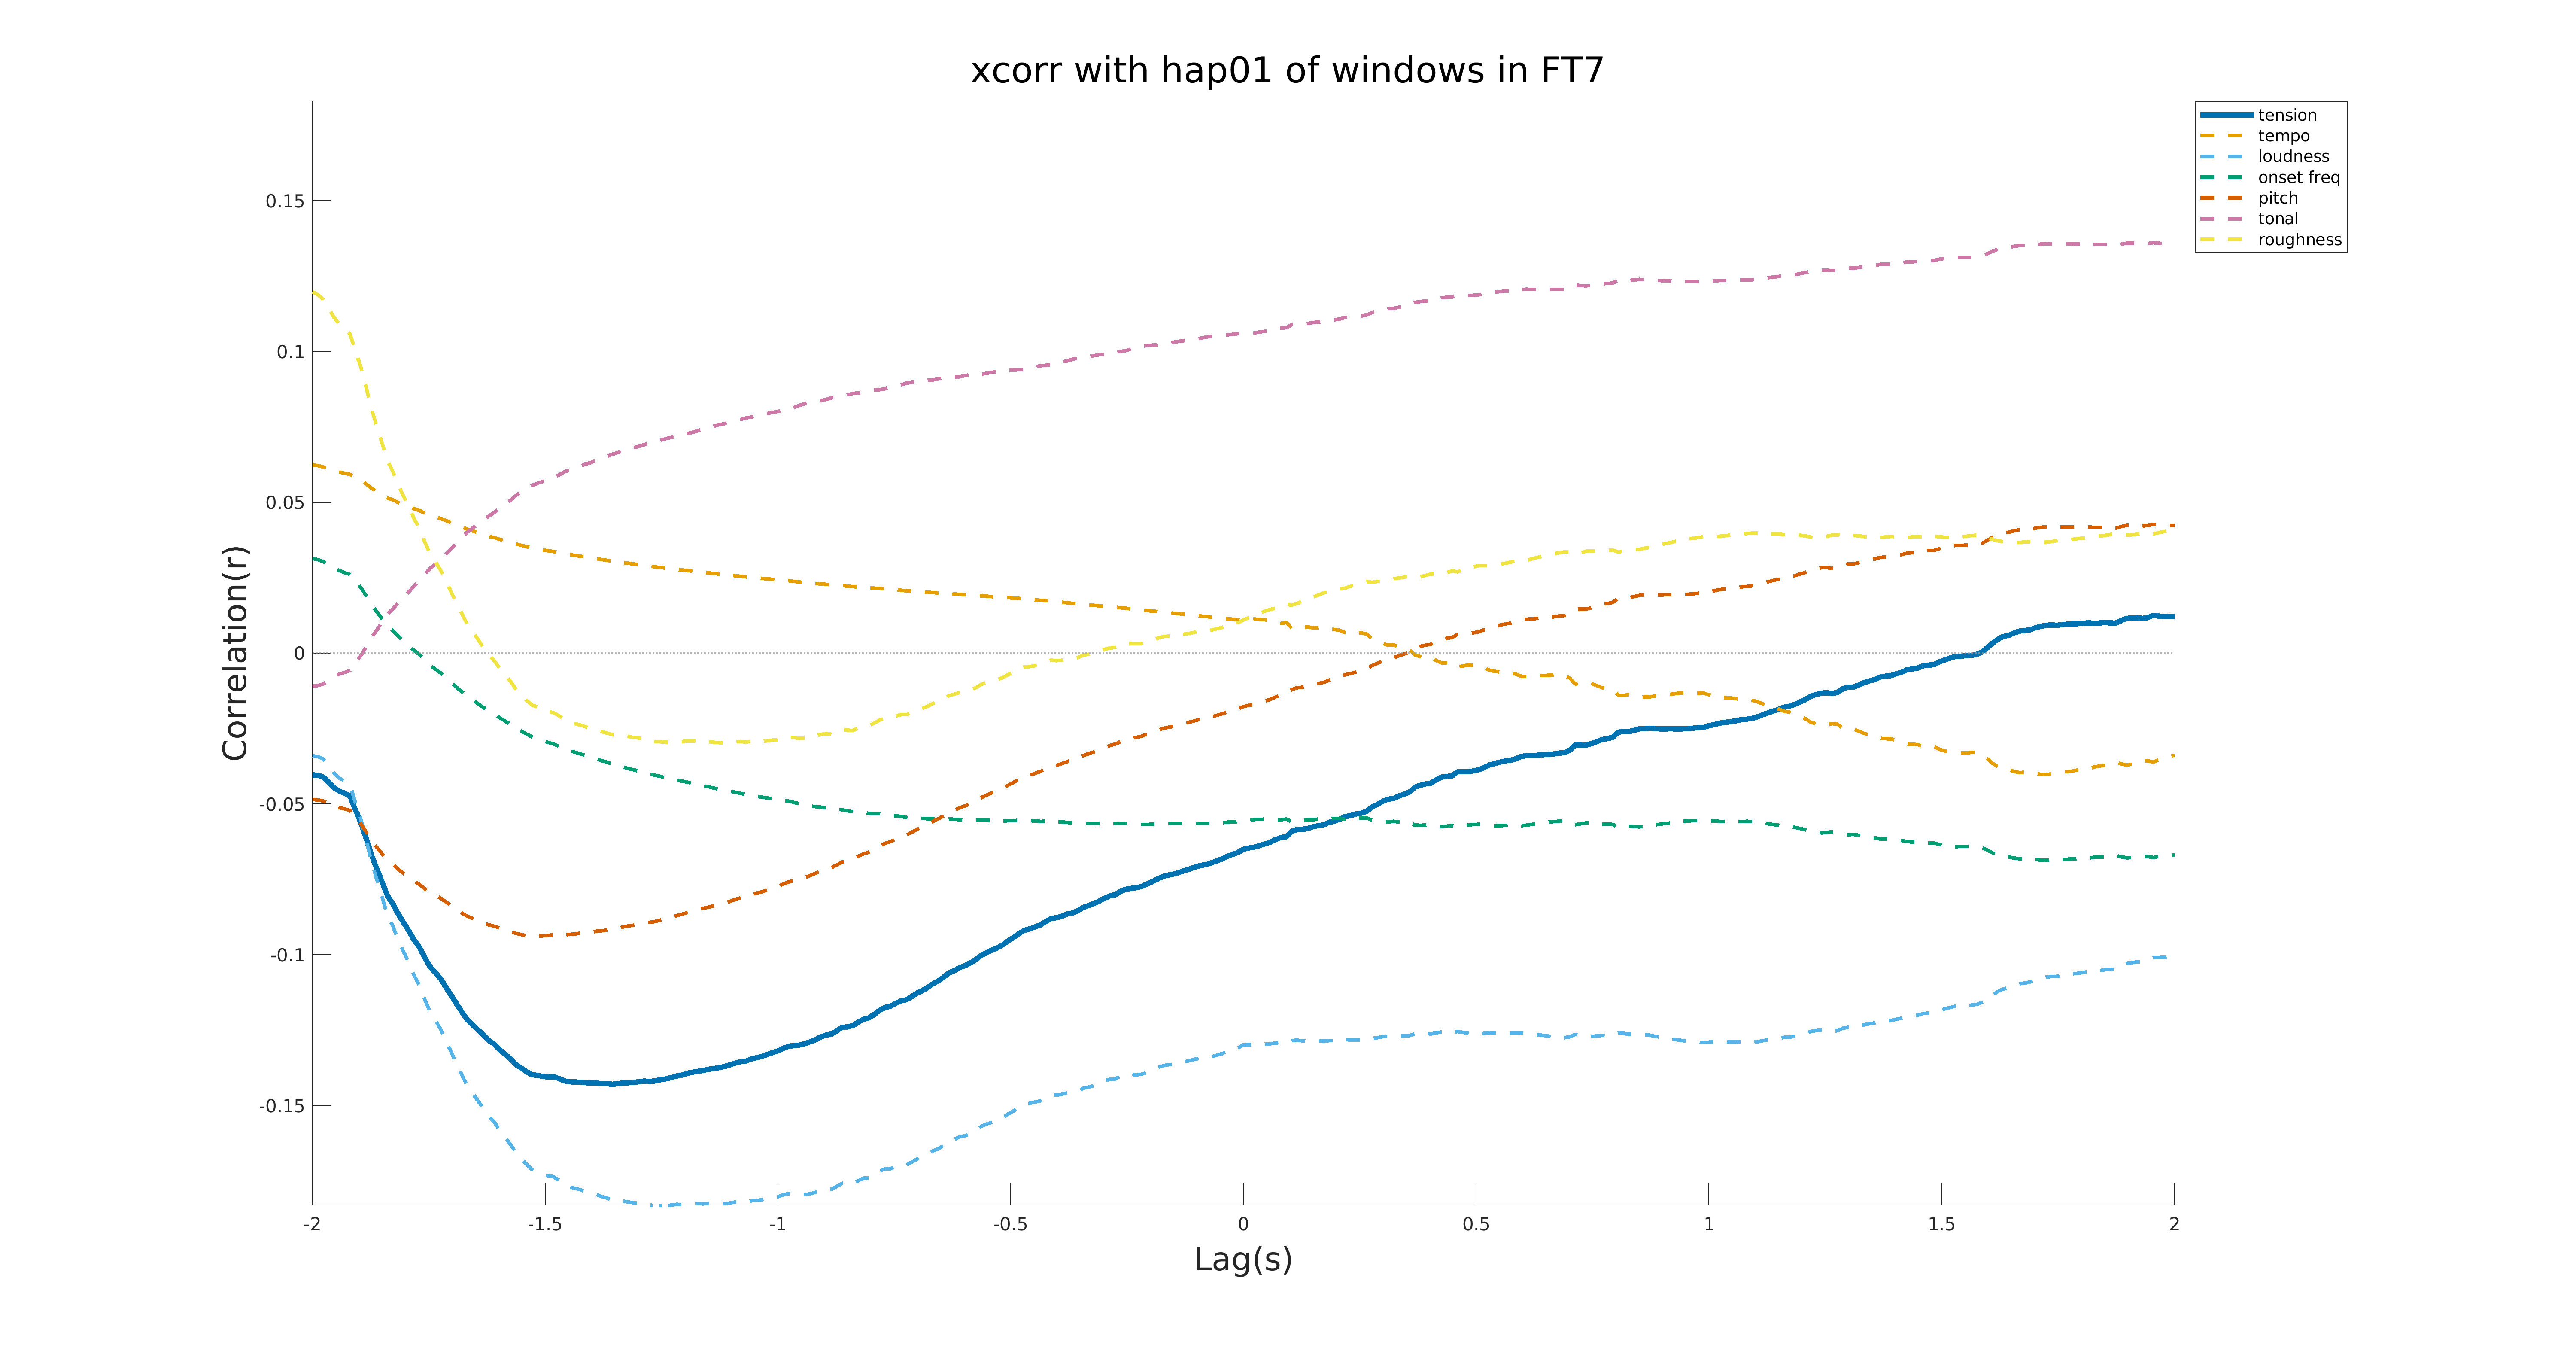 xcorr with hap01 of windows in FT7
tension
tempo
loudness
onset freq
pitch
tonal
roughness
Correlation(r)
0.15
0.1
0.05
0
-0.05
-0.1
-0.15
-2 -1.5 -1 -0.5 0 0.5 1 1.5 2
Lag(s)